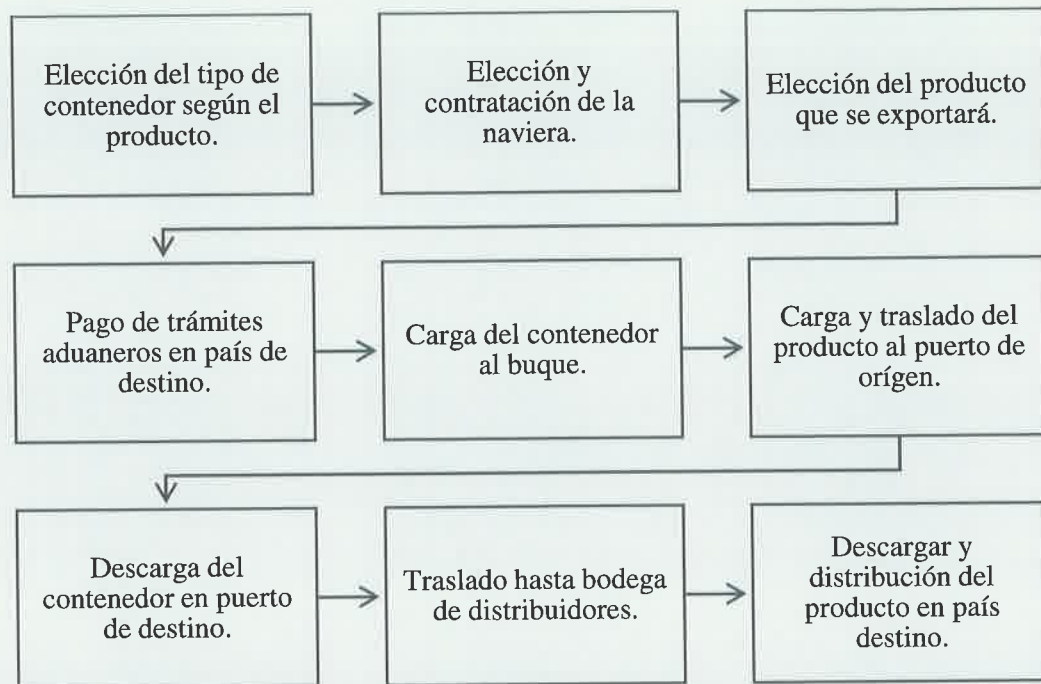 Elección del tipo de
contenedor según el
producto.
Elección y
contratación de la
naviera.
Elección del producto
que se exportará.
Pago de trámites
aduaneros en país de
destino.
Carga del contenedor
al buque.
Carga y traslado del
producto al puerto de
orígen.
Descarga del
contenedor en puerto
de destino.
Traslado hasta bodega
de distribuidores.
Descargar y
distribución del
producto en país
destino.